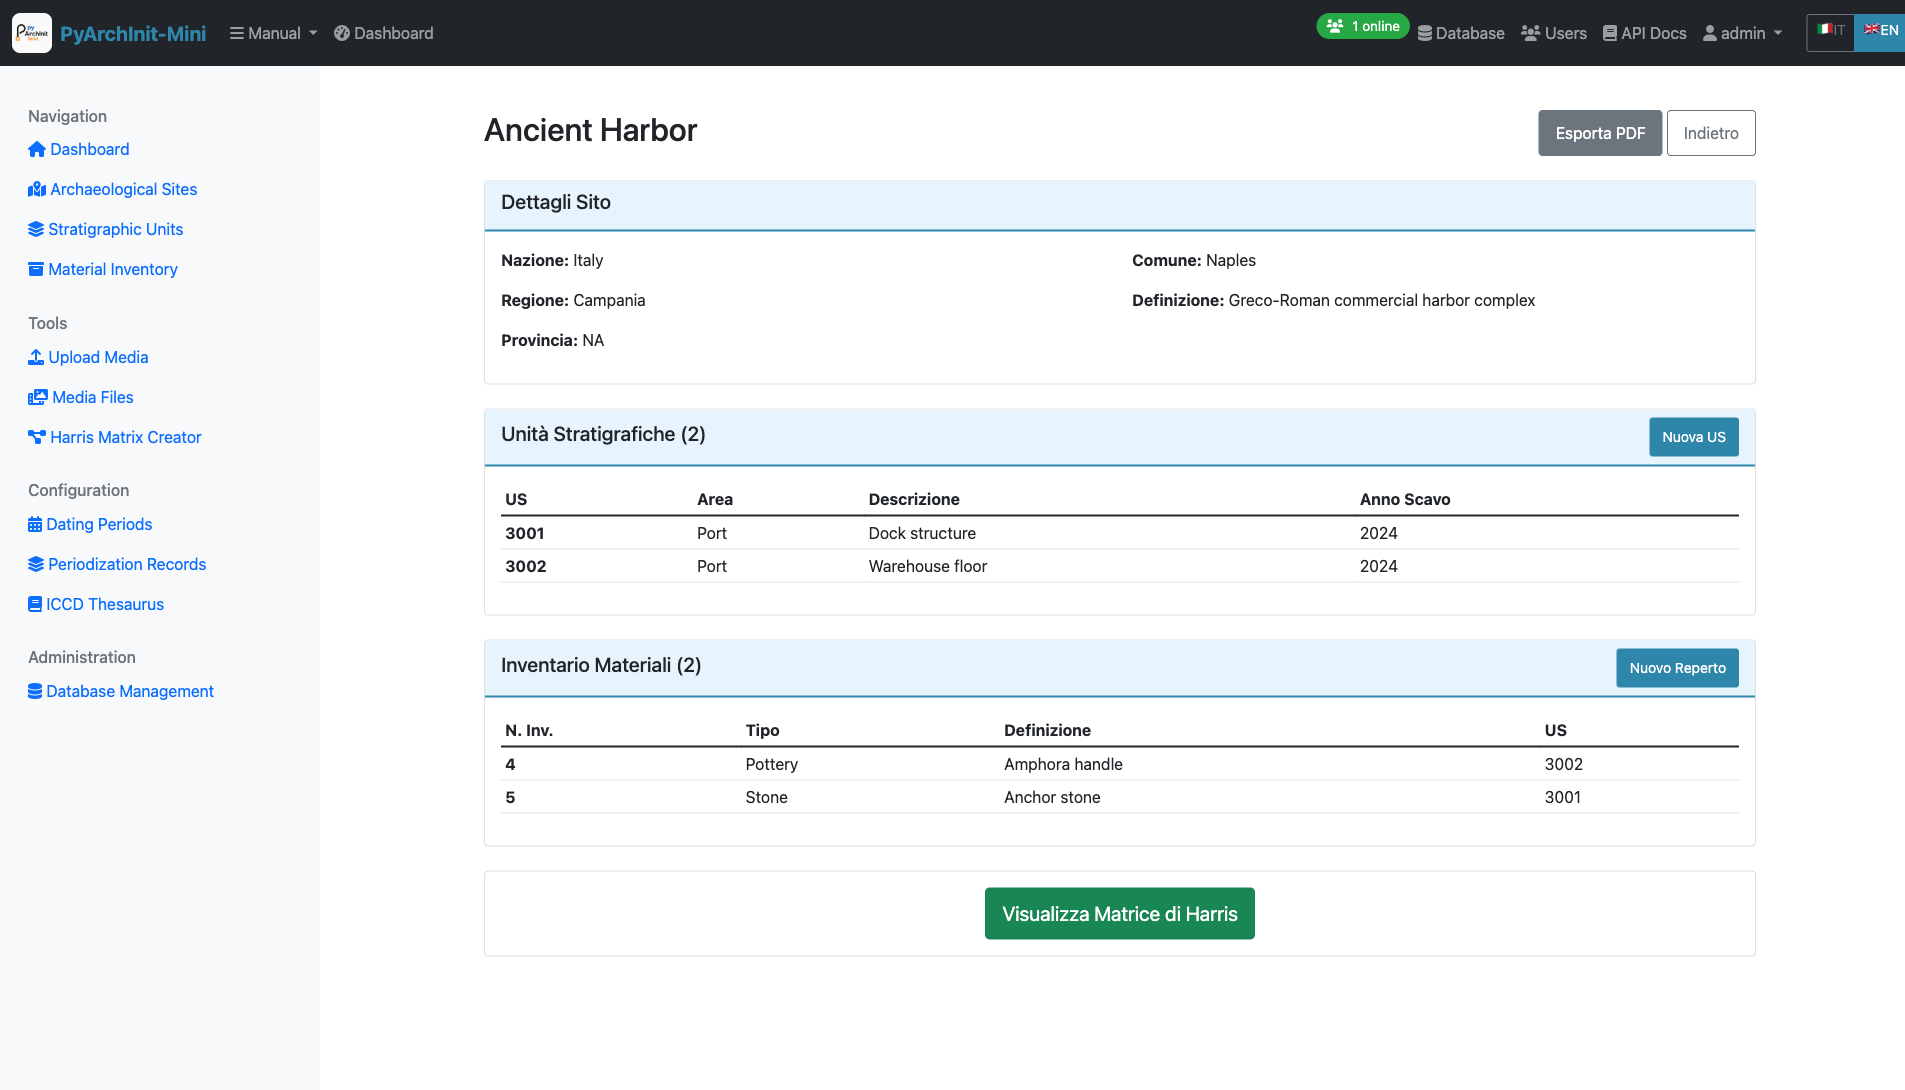 py ArchInit MINI PyArchInit-Mini Manual Dashboard 1 online Database Users API Docs admin IT EN
Navigation
Dashboard
Archaeological Sites
Stratigraphic Units
Material Inventory
Tools
Upload Media
Media Files
Harris Matrix Creator
Configuration
Dating Periods
Periodization Records
ICCD Thesaurus
Administration
Database Management
Ancient Harbor
Esporta PDF Indietro
Dettagli Sito
Nazione: Italy Comune: Naples
Regione: Campania Definizione: Greco-Roman commercial harbor complex
Provincia: NA
Unità Stratigrafiche (2) Nuova US
US Area Descrizione Anno Scavo
3001 Port Dock structure 2024
3002 Port Warehouse floor 2024
Inventario Materiali (2) Nuovo Reperto
N. Inv. Tipo Definizione US
4 Pottery Amphora handle 3002
5 Stone Anchor stone 3001
Visualizza Matrice di Harris